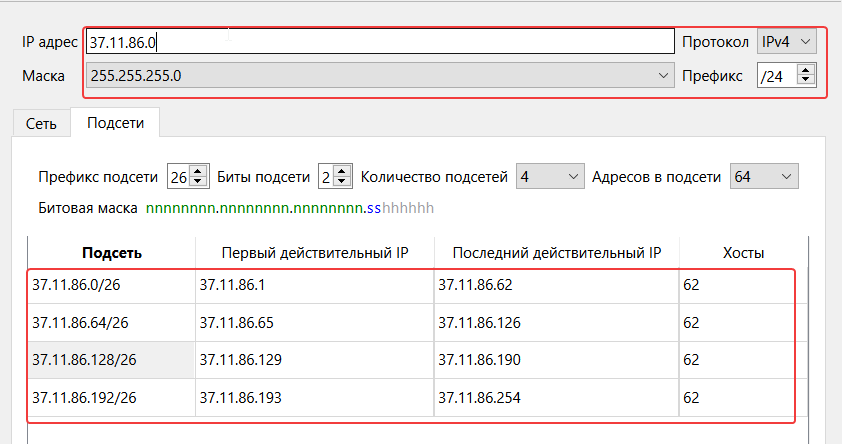 IP адрес 37.11.86.0 Протокол IPv4
Маска 255.255.255.0 Префикс /24
Сеть Подсети
Префикс подсети 26 Биты подсети 2 Количество подсетей 4 Адресов в подсети 64
Битовая маска nnnnnnnn.nnnnnnnn.nnnnnnnn.sshhhhhh
Подсеть Первый действительный IP Последний действительный IP Хосты
37.11.86.0/26 37.11.86.1 37.11.86.62 62
37.11.86.64/26 37.11.86.65 37.11.86.126 62
37.11.86.128/26 37.11.86.129 37.11.86.190 62
37.11.86.192/26 37.11.86.193 37.11.86.254 62